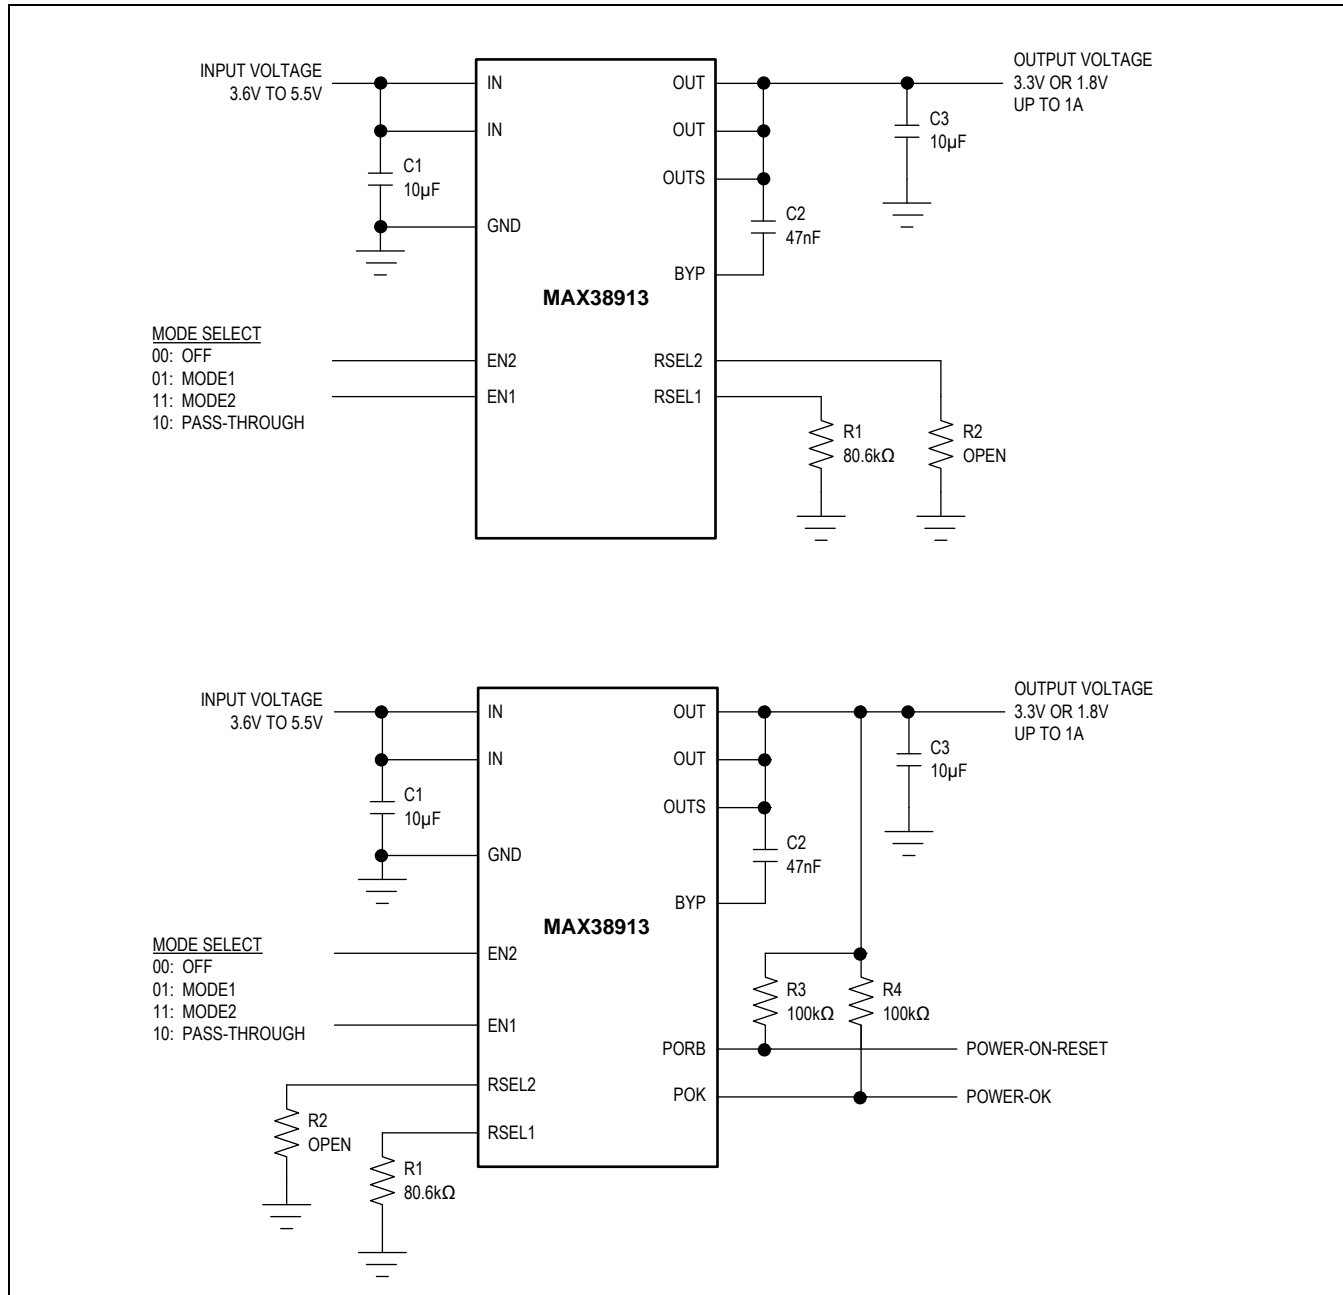 INPUT VOLTAGE
3.6V TO 5.5V
C1
10µF
IN
IN
GND
MAX38913
MODE SELECT
00: OFF
01: MODE1
11: MODE2
10: PASS-THROUGH
EN2
EN1
OUT
OUT
OUTS
BYP
RSEL2
RSEL1
C2
47nF
C3
10µF
OUTPUT VOLTAGE
3.3V OR 1.8V
UP TO 1A
R1
80.6kΩ
R2
OPEN
INPUT VOLTAGE
3.6V TO 5.5V
C1
10µF
IN
IN
GND
MAX38913
MODE SELECT
00: OFF
01: MODE1
11: MODE2
10: PASS-THROUGH
EN2
EN1
RSEL2
RSEL1
R2
OPEN
R1
80.6kΩ
OUT
OUT
OUTS
BYP
PORB
POK
C2
47nF
C3
10µF
OUTPUT VOLTAGE
3.3V OR 1.8V
UP TO 1A
R3
100kΩ
R4
100kΩ
POWER-ON-RESET
POWER-OK